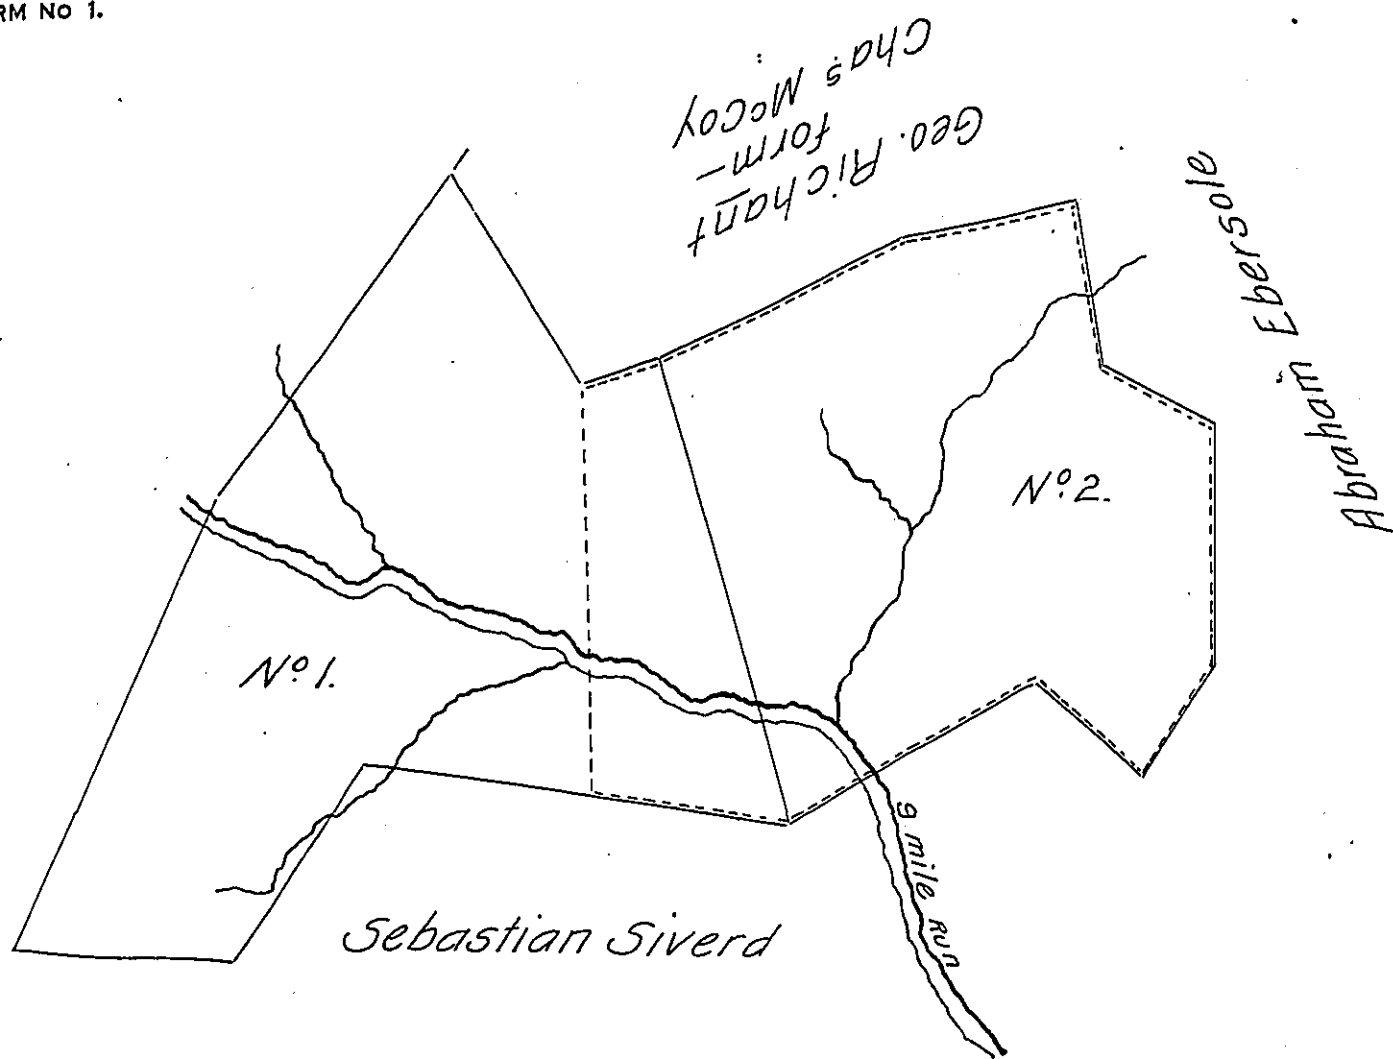 RM No 1.
Geo. Richant
form-
Chas McCoy
Abraham Ebersole
No 2.
No 1.
9 mile Run
Sebastian Siverd